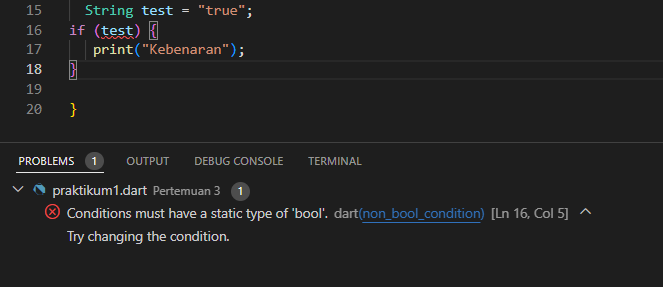 15 String test = "true";
16 if (test) {
17 print("Kebenaran");
18 }
19
20 }
PROBLEMS 1 OUTPUT DEBUG CONSOLE TERMINAL
praktikum1.dart Pertemuan 3 1
Conditions must have a static type of 'bool'. dart(non_bool_condition) [Ln 16, Col 5]
Try changing the condition.